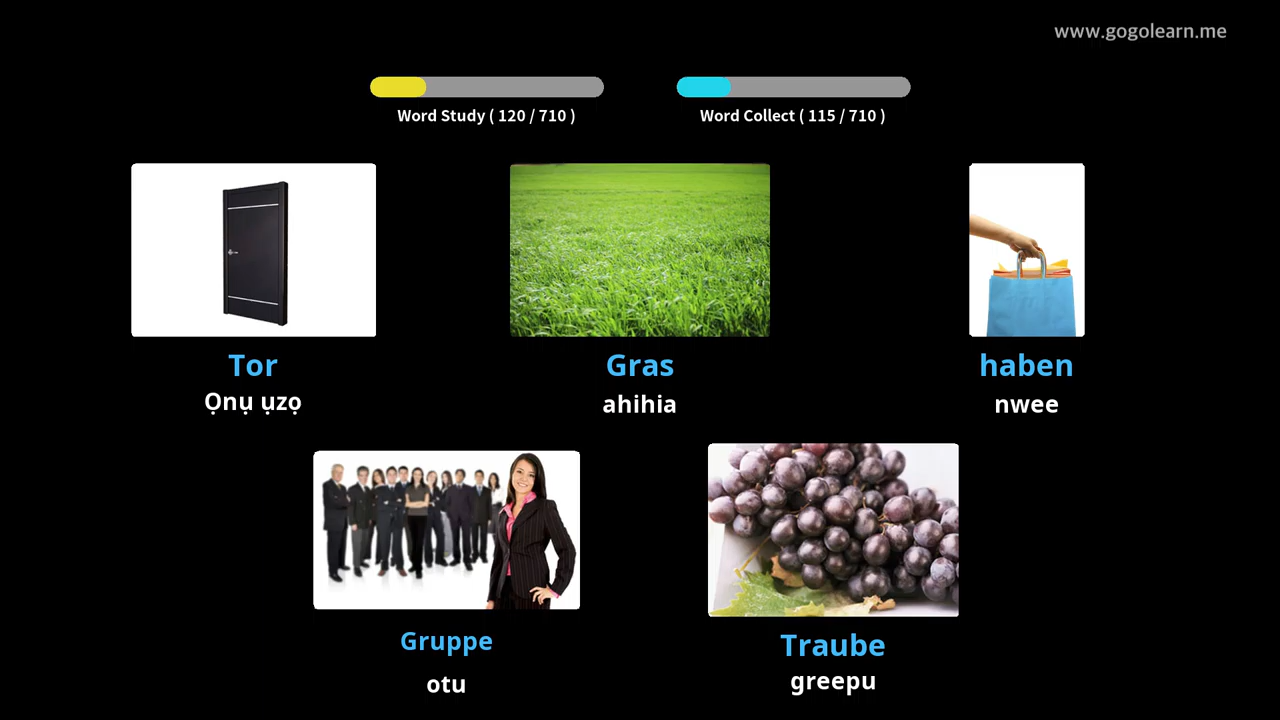 www.gogolearn.me
Word Study ( 120 / 710 )
Word Collect ( 115 / 710 )
Tor
Ọnụ ụzọ
Gras
ahihia
haben
nwee
Gruppe
otu
Traube
greepu